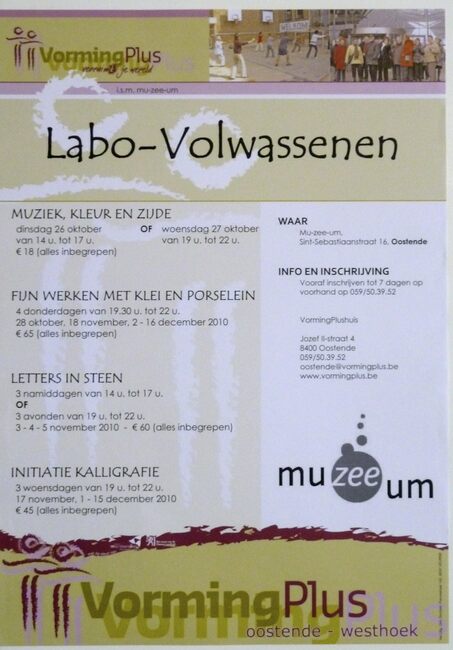 VormingPlus
vorming & je wereld
WELKOM
i.s.m. mu-zee-um
Labo-Volwassenen
MUZIEK, KLEUR EN ZIJDE
dinsdag 26 oktober OF woensdag 27 oktober
van 14 u. tot 17 u. van 19 u. tot 22 u.
€ 18 (alles inbegrepen)
FIJN WERKEN MET KLEI EN PORSELEIN
4 donderdagen van 19.30 u. tot 22 u.
28 oktober, 18 november, 2 - 16 december 2010
€ 65 (alles inbegrepen)
LETTERS IN STEEN
3 namiddagen van 14 u. tot 17 u.
OF
3 avonden van 19 u. tot 22 u.
3 - 4 - 5 november 2010 - € 60 (alles inbegrepen)
INITIATIE KALLIGRAFIE
3 woensdagen van 19 u. tot 22 u.
17 november, 1 - 15 december 2010
€ 45 (alles inbegrepen)
WAAR
Mu-zee-um,
Sint-Sebastiaanstraat 16, Oostende
INFO EN INSCHRIJVING
Vooraf inschrijven tot 7 dagen op
voorhand op 059/50.39.52
VormingPlushuis
Jozef II-straat 4
8400 Oostende
059/50.39.52
oostende@vormingplus.be
www.vormingplus.be
muzeeum
VormingPlus
oostende - westhoek